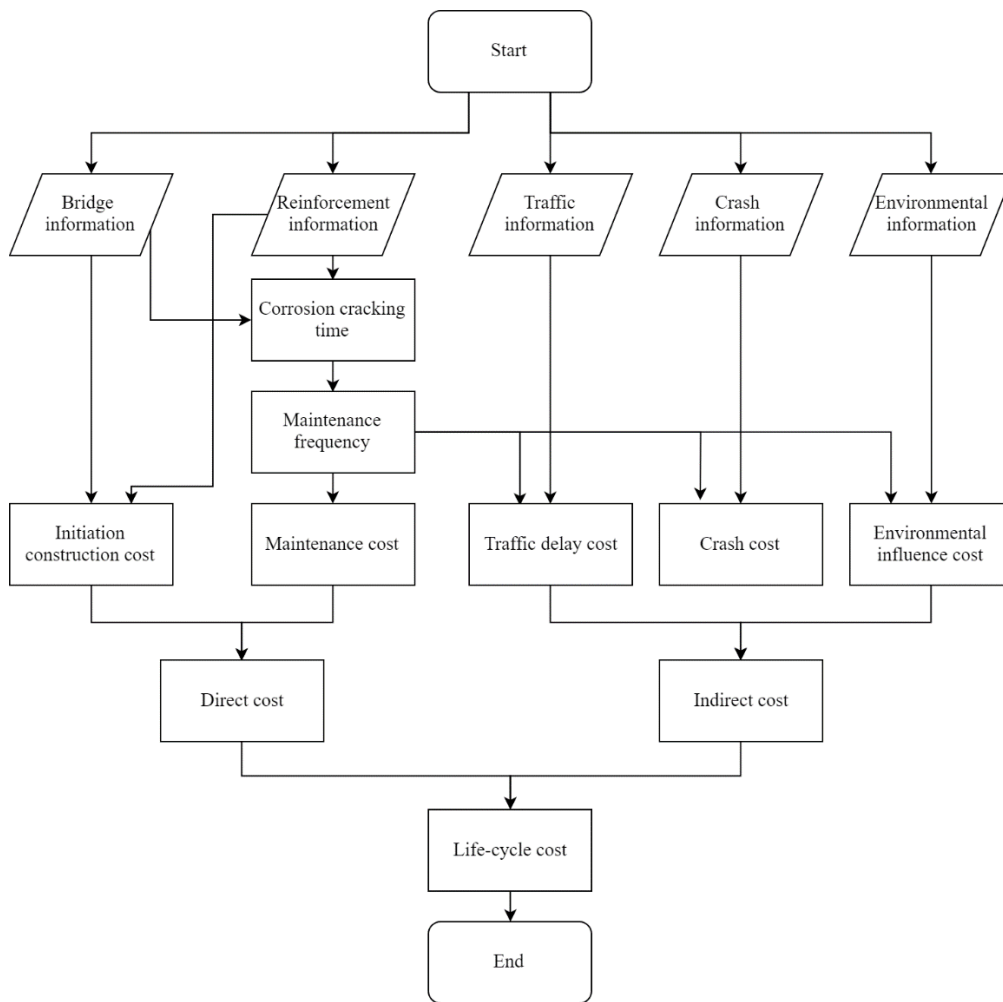 Start
Bridge
information
Reinforcement
information
Traffic
information
Crash
information
Environmental
information
Corrosion cracking
time
Maintenance
frequency
Initiation
construction cost
Maintenance cost
Traffic delay cost
Crash cost
Environmental
influence cost
Direct cost
Indirect cost
Life-cycle cost
End